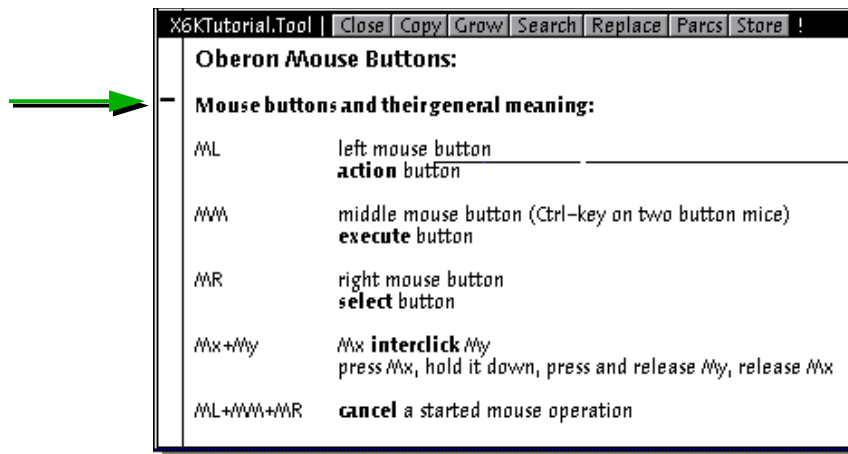 X6KTutorial.Tool | Close Copy Grow Search Replace Parcs Store !
Oberon Mouse Buttons:
Mouse buttons and their general meaning:
ML left mouse button
action button
MM middle mouse button (Ctrl-key on two button mice)
execute button
MR right mouse button
select button
Mx+My Mx interclick My
press Mx, hold it down, press and release My, release Mx
ML+MM+MR cancel a started mouse operation